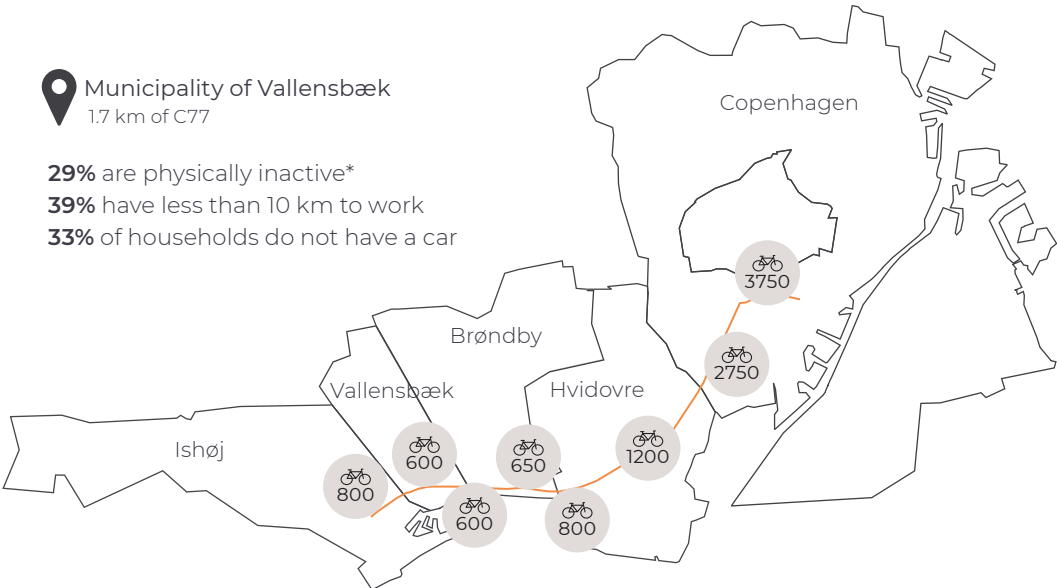 Municipality of Vallensbæk
1.7 km of C77
29% are physically inactive*
39% have less than 10 km to work
33% of households do not have a car
Copenhagen
3750
Brøndby
2750
Vallensbæk
Hvidovre
Ishøj
600
650
1200
800
600
800